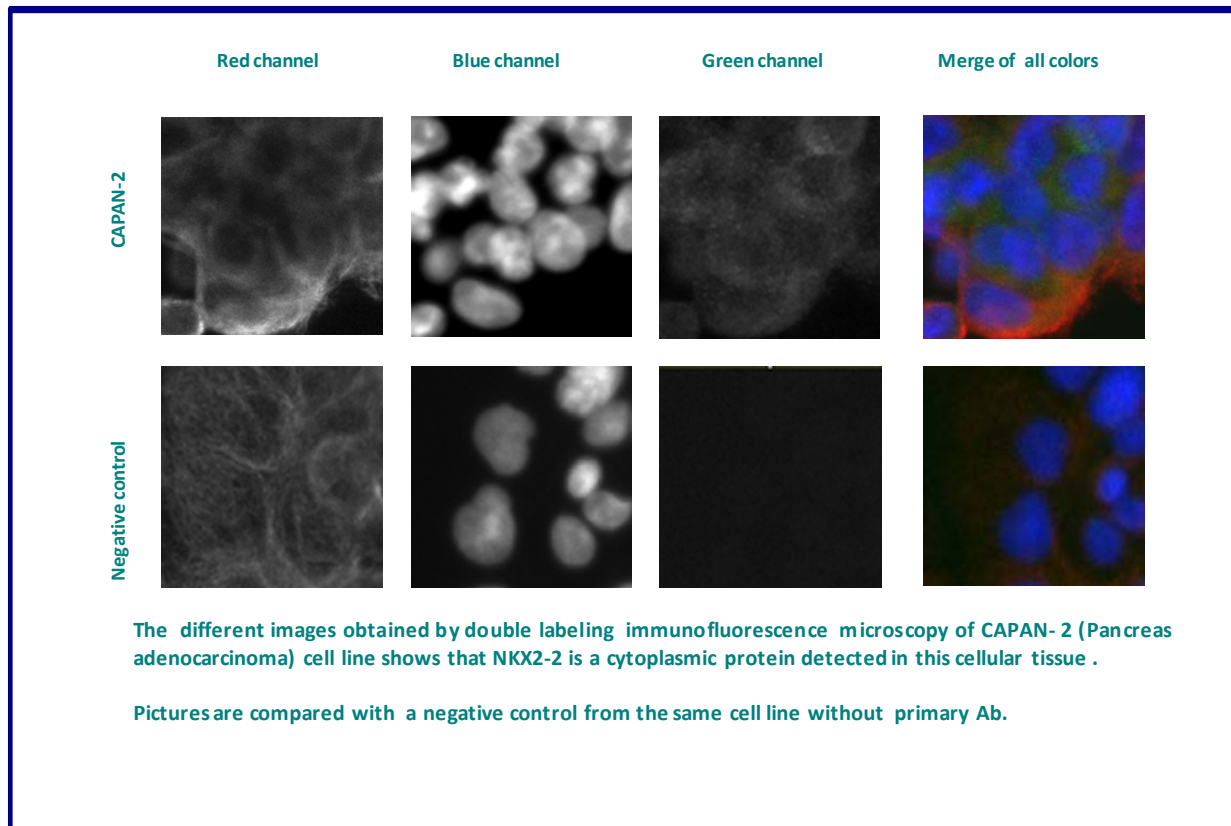 Red channel
Blue channel
Green channel
Merge of all colors
CAPAN-2
Negative control
The different images obtained by double labeling immunofluorescence microscopy of CAPAN- 2 (Pancreas
adenocarcinoma) cell line shows that NKX2-2 is a cytoplasmic protein detected in this cellular tissue .
Pictures are compared with a negative control from the same cell line without primary Ab.